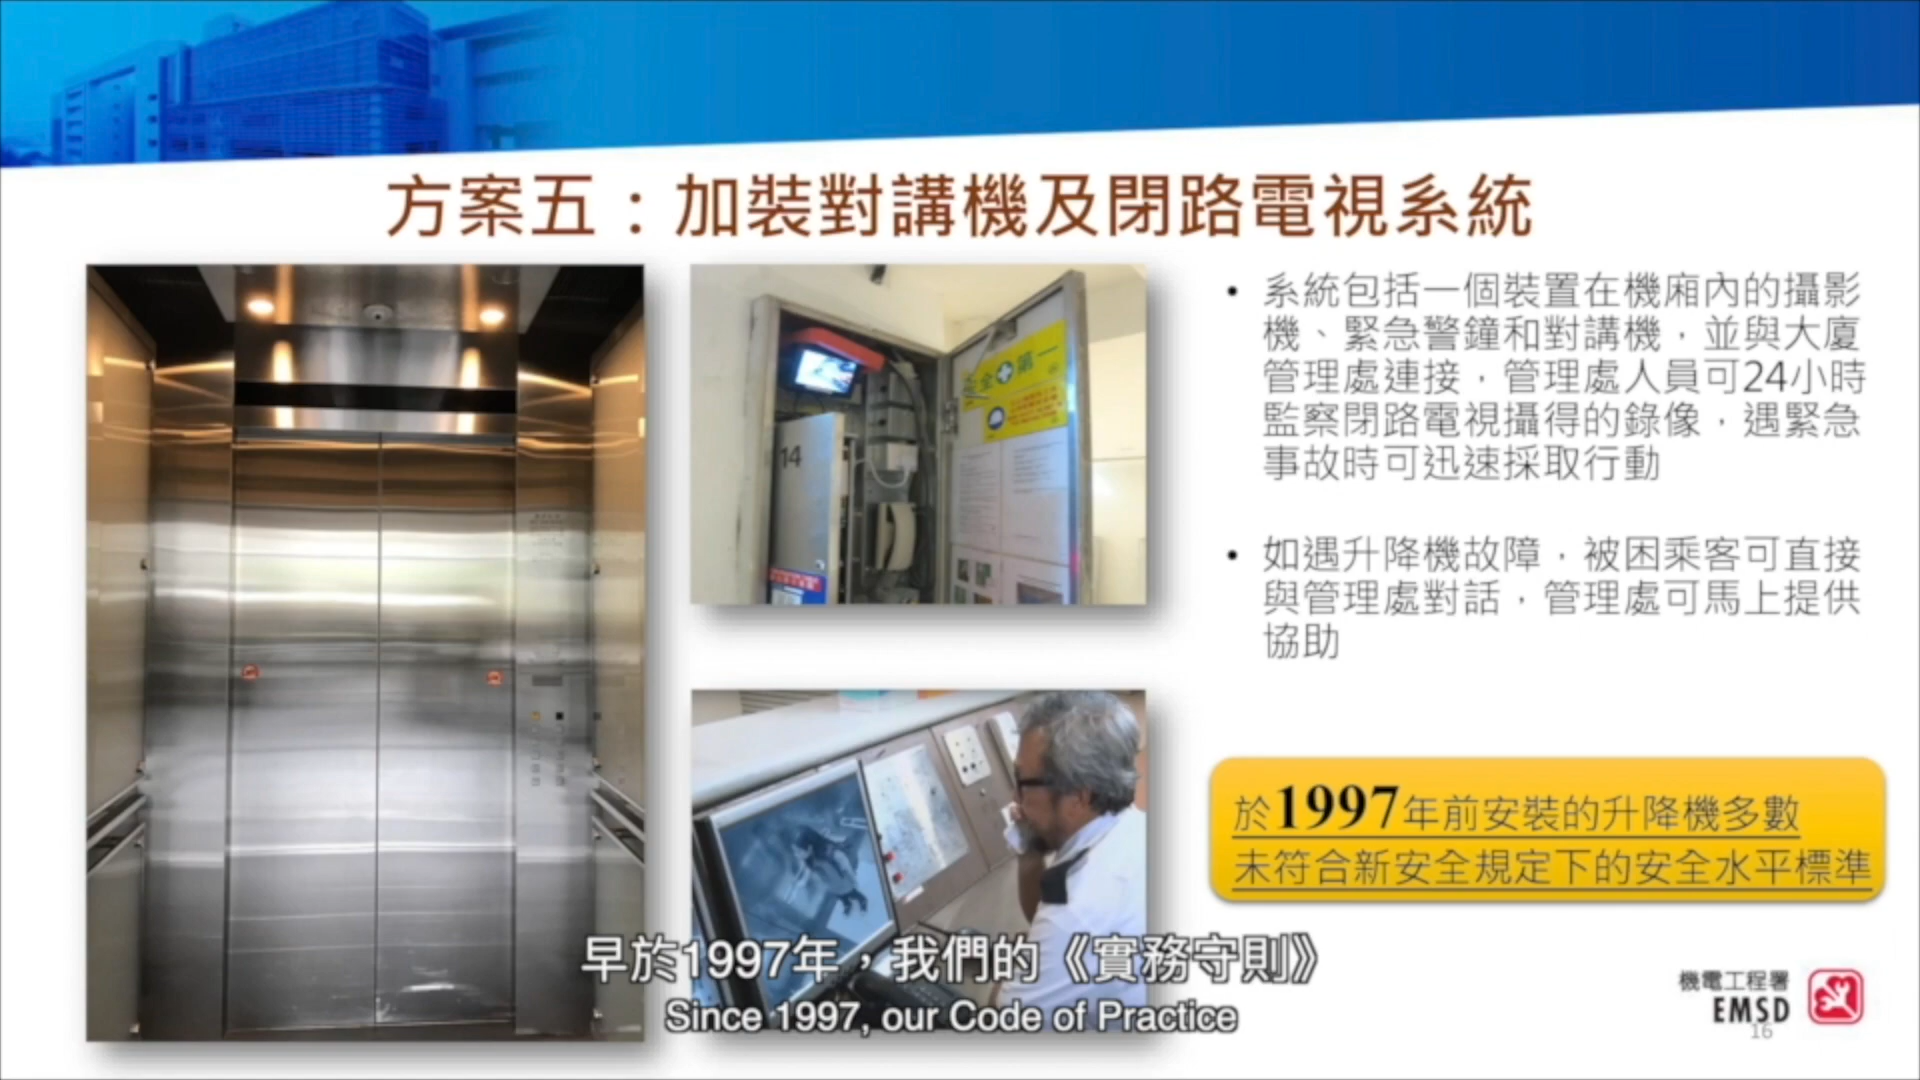 方案五：加裝對講機及閉路電視系統
• 系統包括一個裝置在機廂內的攝影
機、緊急警鐘和對講機，並與大廈
管理處連接，管理處人員可24小時
監察閉路電視攝得的錄像，遇緊急
事故時可迅速採取行動
• 如遇升降機故障，被困乘客可直接
與管理處對話，管理處可馬上提供
協助
安全第一
14
於1997年前安裝的升降機多數
未符合新安全規定下的安全水平標準
早於1997年，我們的《實務守則》
Since 1997, our Code of Practice
機電工程署
EMSD
16